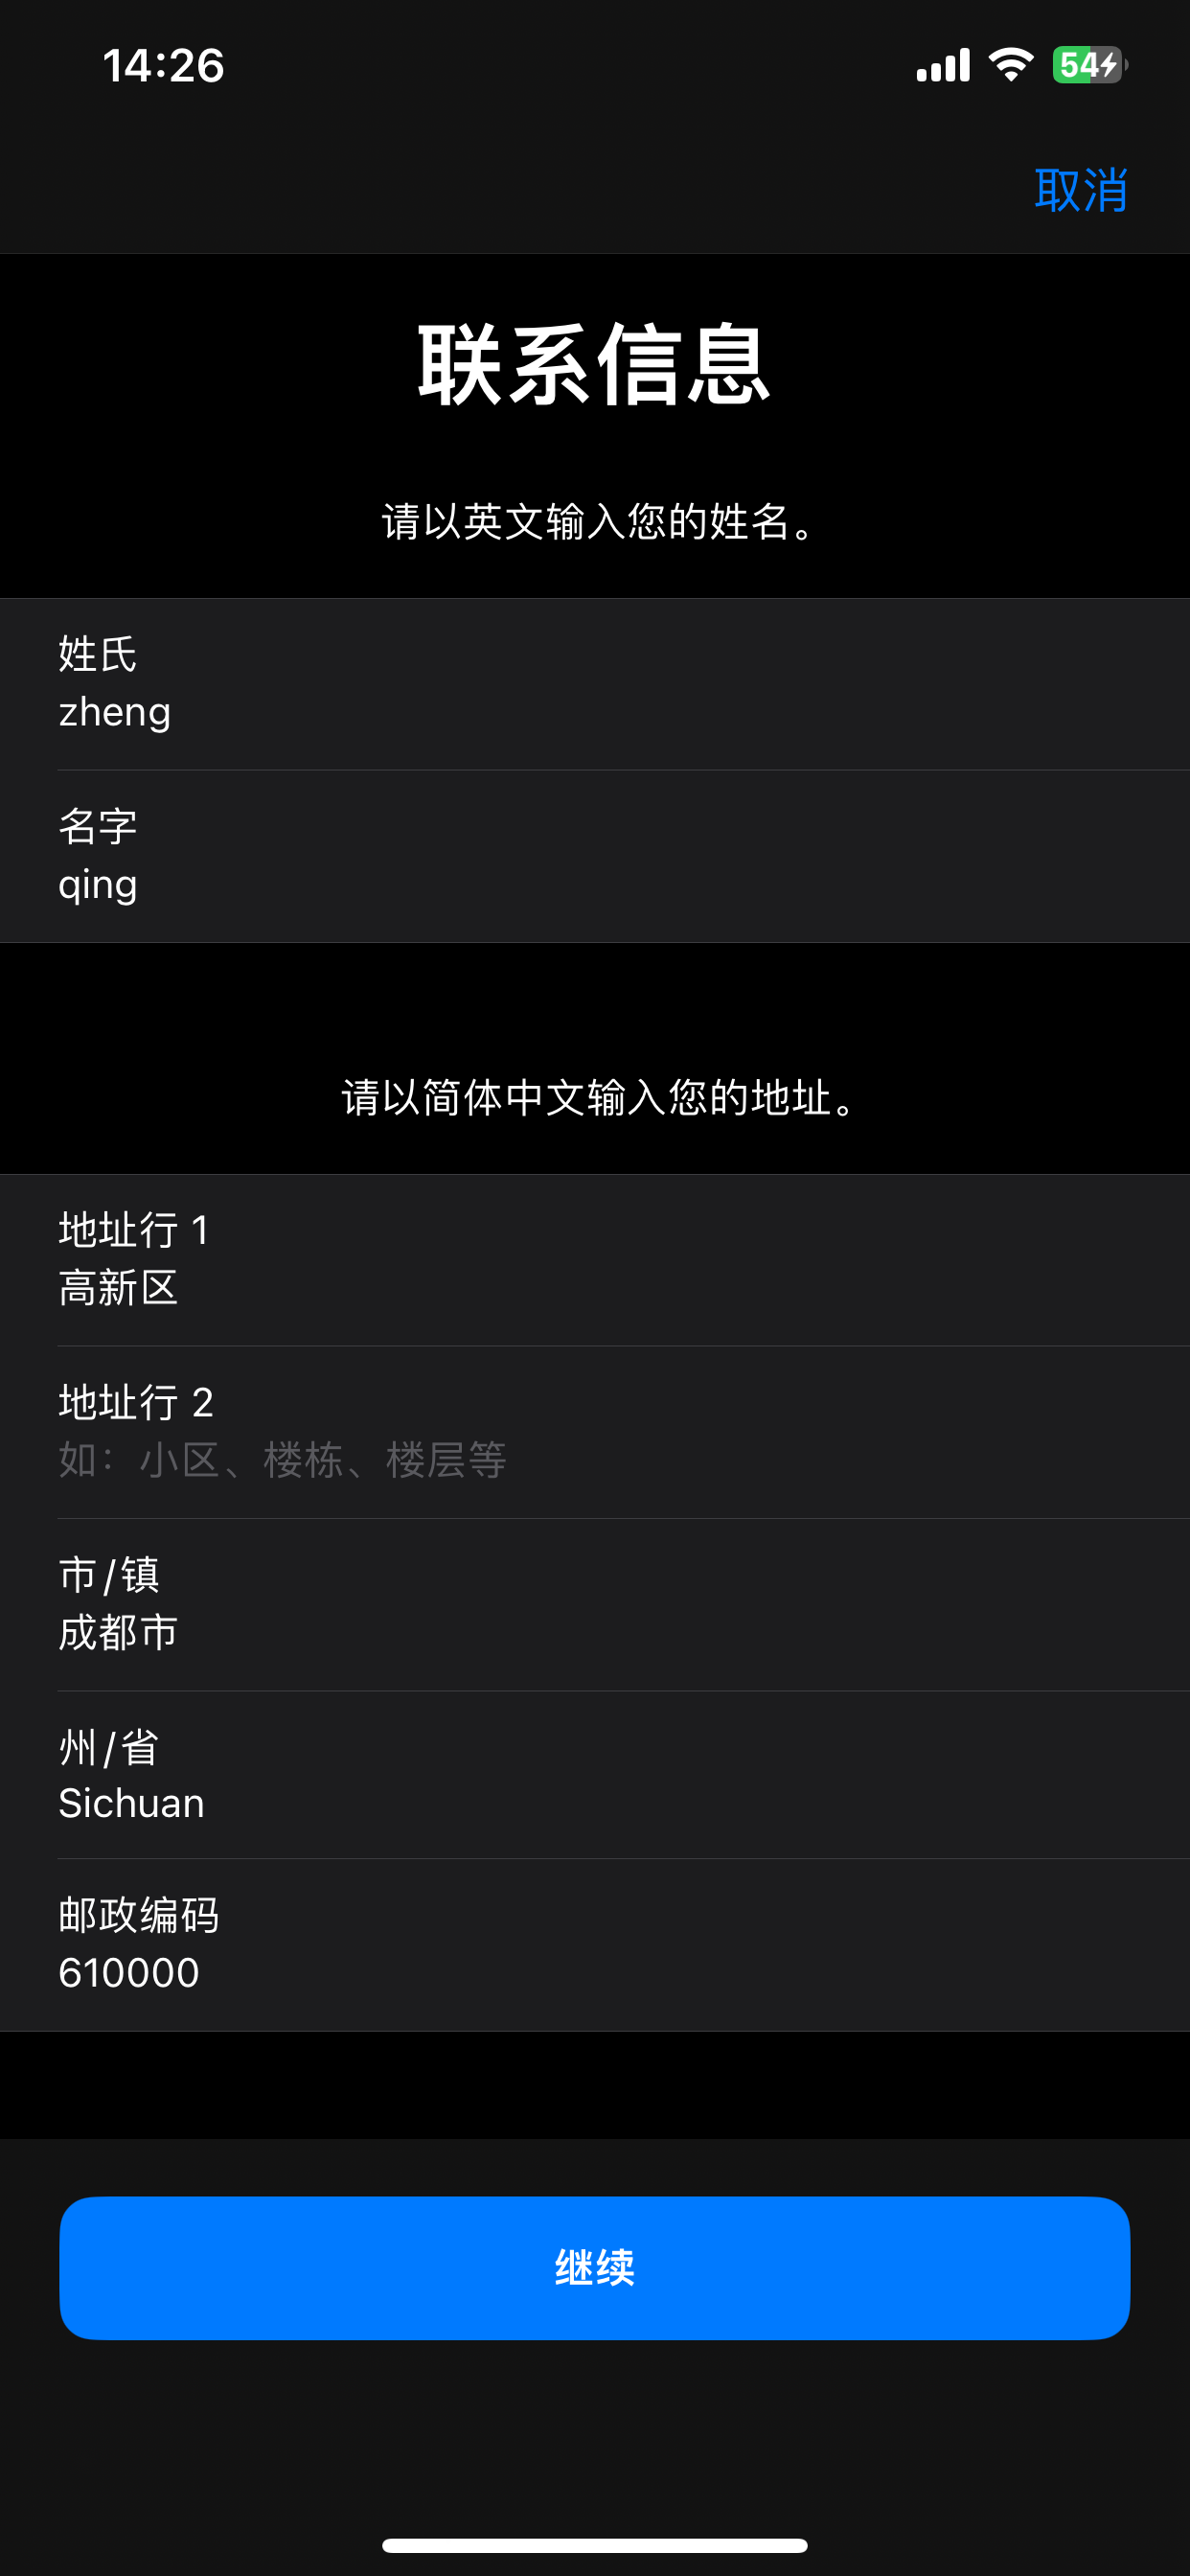 14:26
54
取消
联系信息
请以英文输入您的姓名。
姓氏
zheng
名字
qing
请以简体中文输入您的地址。
地址行 1
高新区
地址行 2
如：小区、楼栋、楼层等
市/镇
成都市
州/省
Sichuan
邮政编码
610000
继续